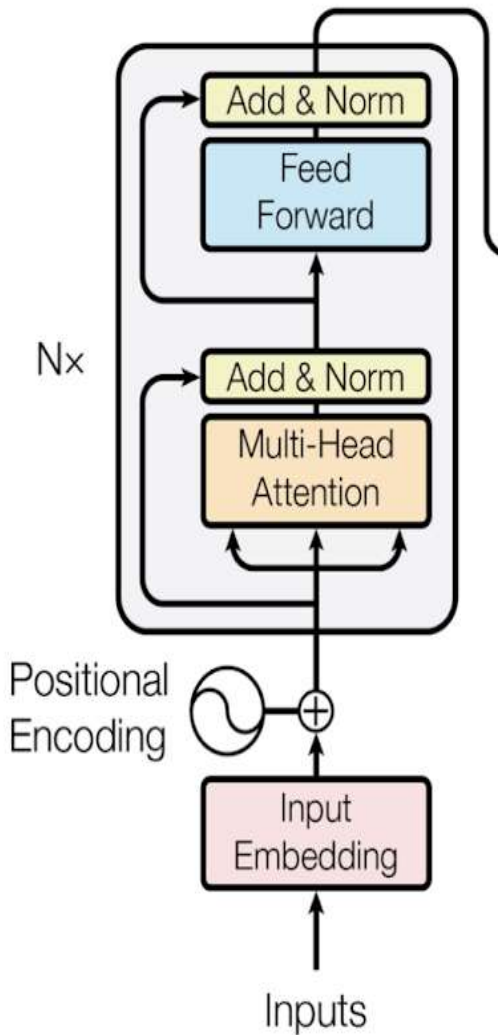 Add & Norm
Feed
Forward
Nx
Add & Norm
Multi-Head
Attention
Positional
Encoding
Input
Embedding
Inputs